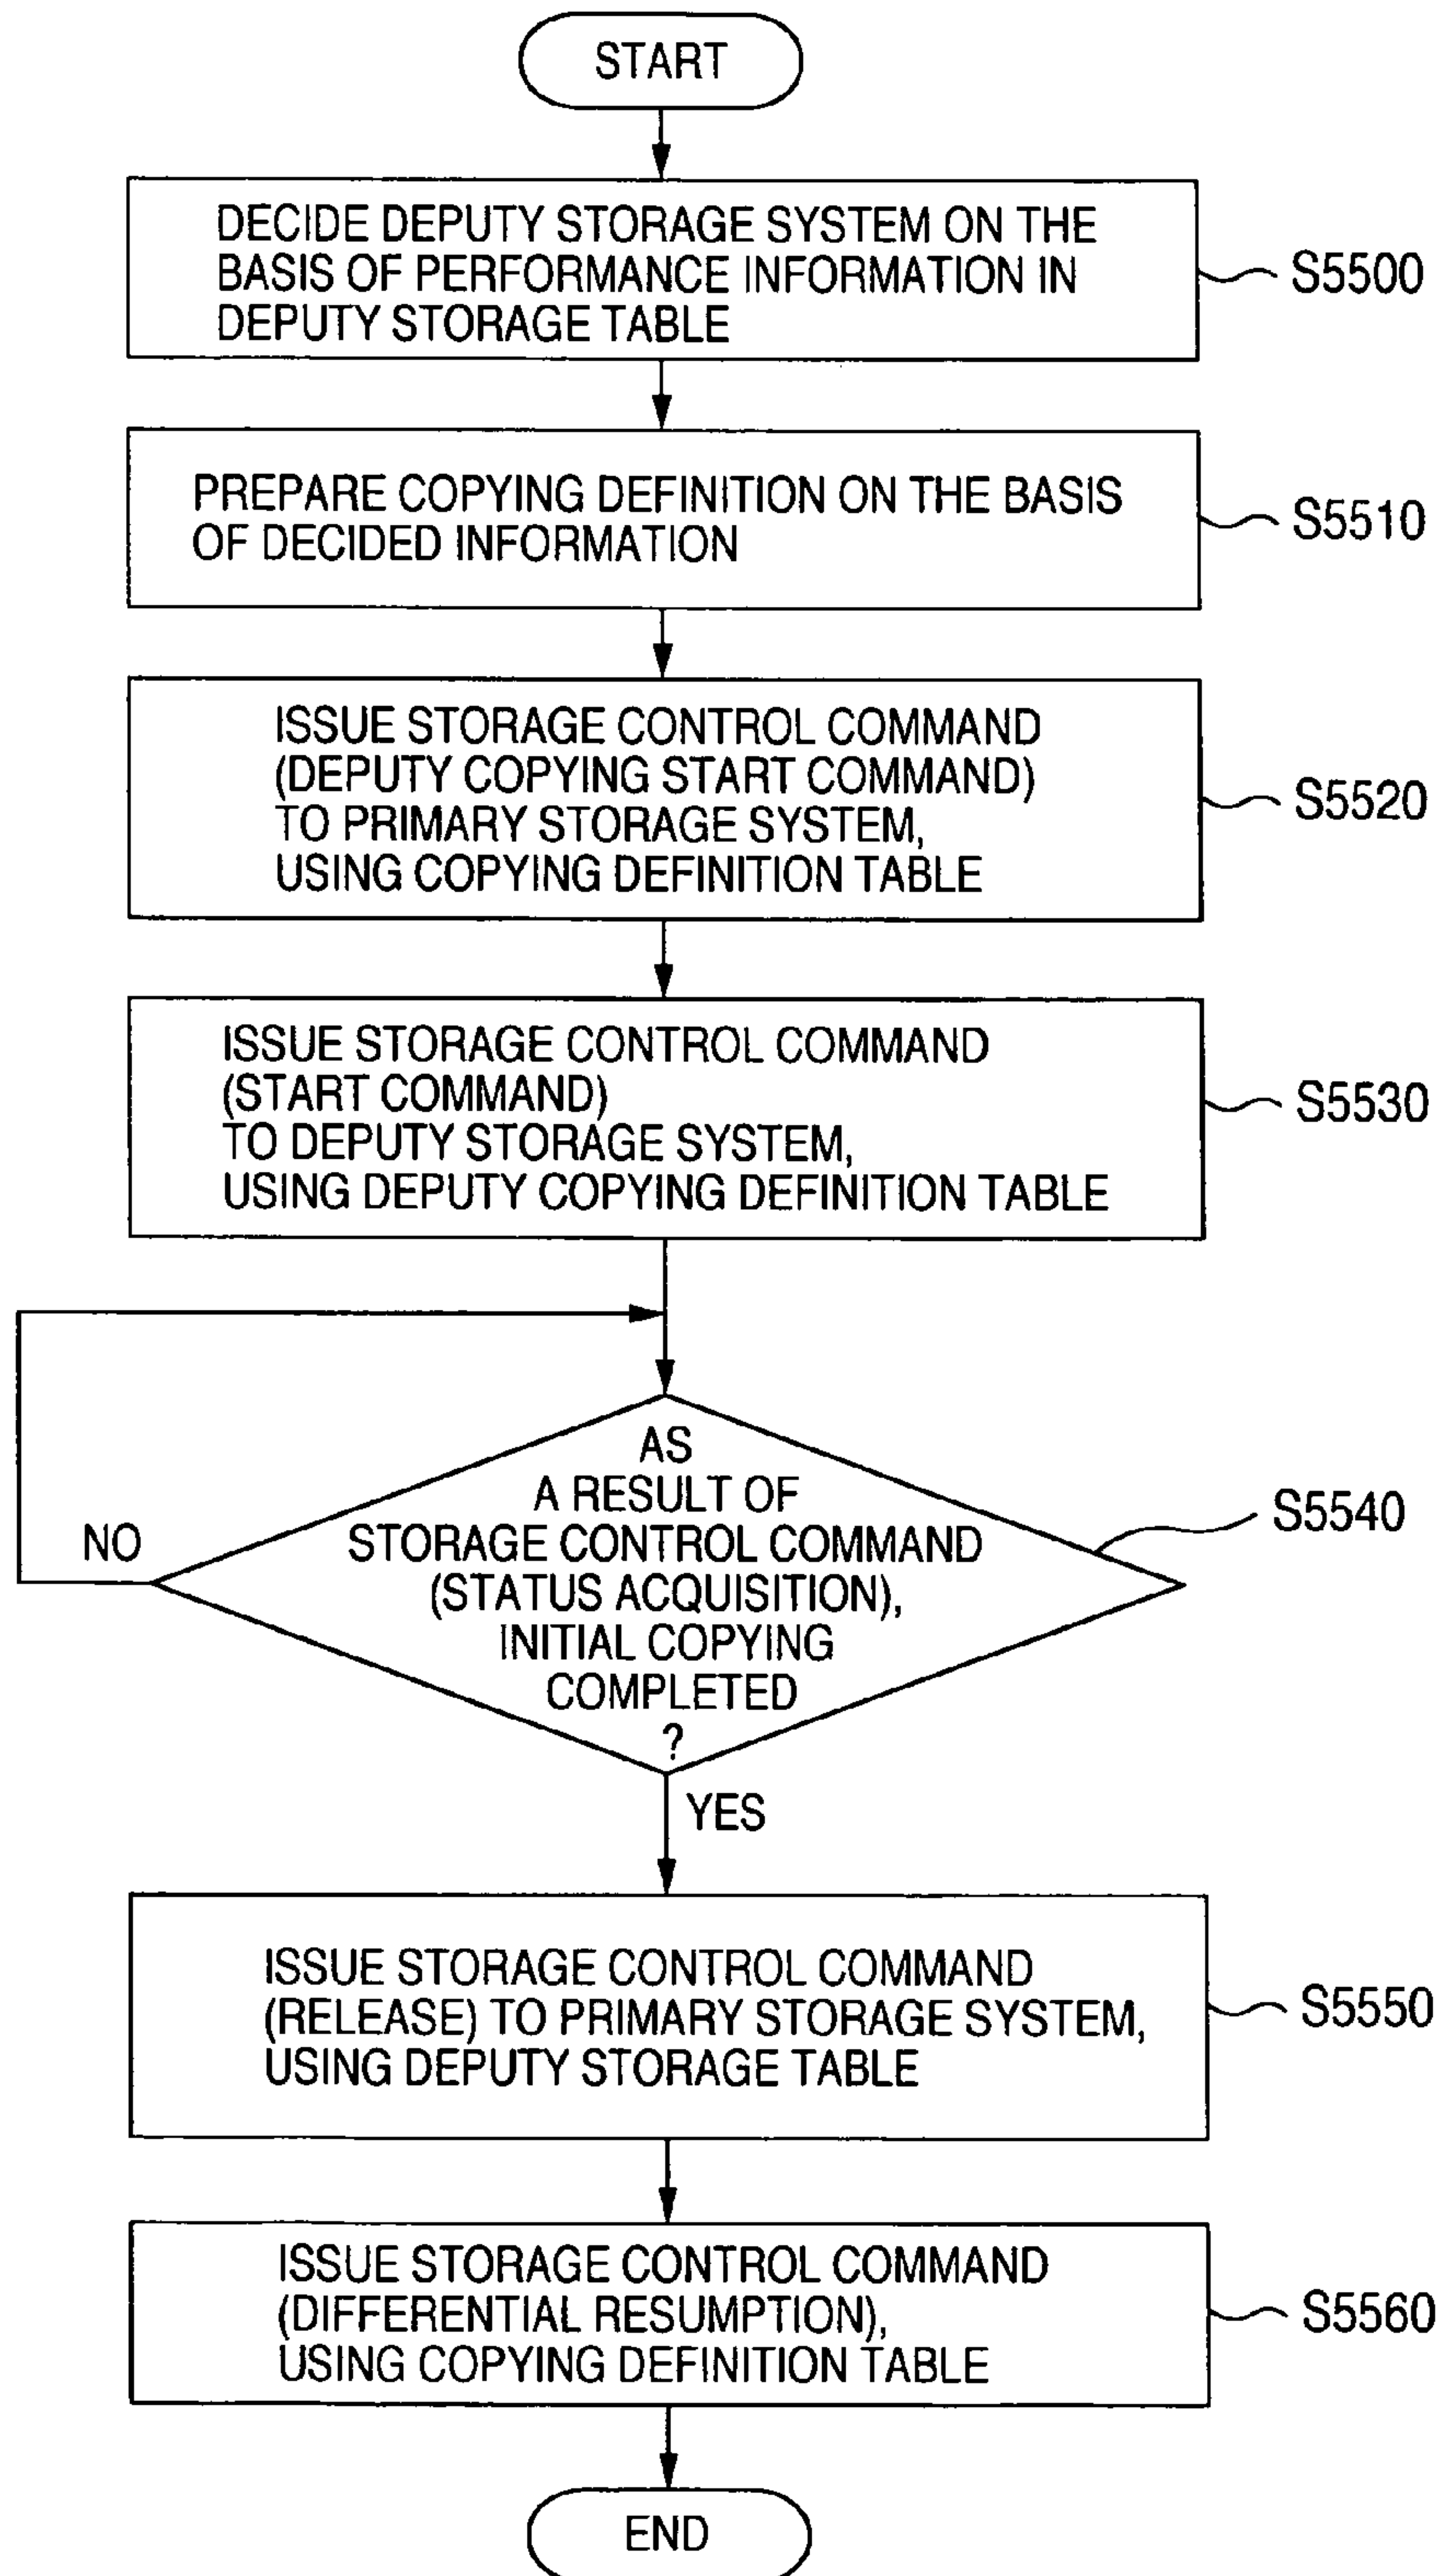 START
DECIDE DEPUTY STORAGE SYSTEM ON THE
BASIS OF PERFORMANCE INFORMATION IN
DEPUTY STORAGE TABLE
S5500
PREPARE COPYING DEFINITION ON THE BASIS
OF DECIDED INFORMATION
S5510
ISSUE STORAGE CONTROL COMMAND
(DEPUTY COPYING START COMMAND)
TO PRIMARY STORAGE SYSTEM,
USING COPYING DEFINITION TABLE
S5520
ISSUE STORAGE CONTROL COMMAND
(START COMMAND)
TO DEPUTY STORAGE SYSTEM,
USING DEPUTY COPYING DEFINITION TABLE
S5530
AS
A RESULT OF
STORAGE CONTROL COMMAND
(STATUS ACQUISITION),
INITIAL COPYING
COMPLETED
?
S5540
NO
YES
ISSUE STORAGE CONTROL COMMAND
(RELEASE) TO PRIMARY STORAGE SYSTEM,
USING DEPUTY STORAGE TABLE
S5550
ISSUE STORAGE CONTROL COMMAND
(DIFFERENTIAL RESUMPTION),
USING COPYING DEFINITION TABLE
S5560
END